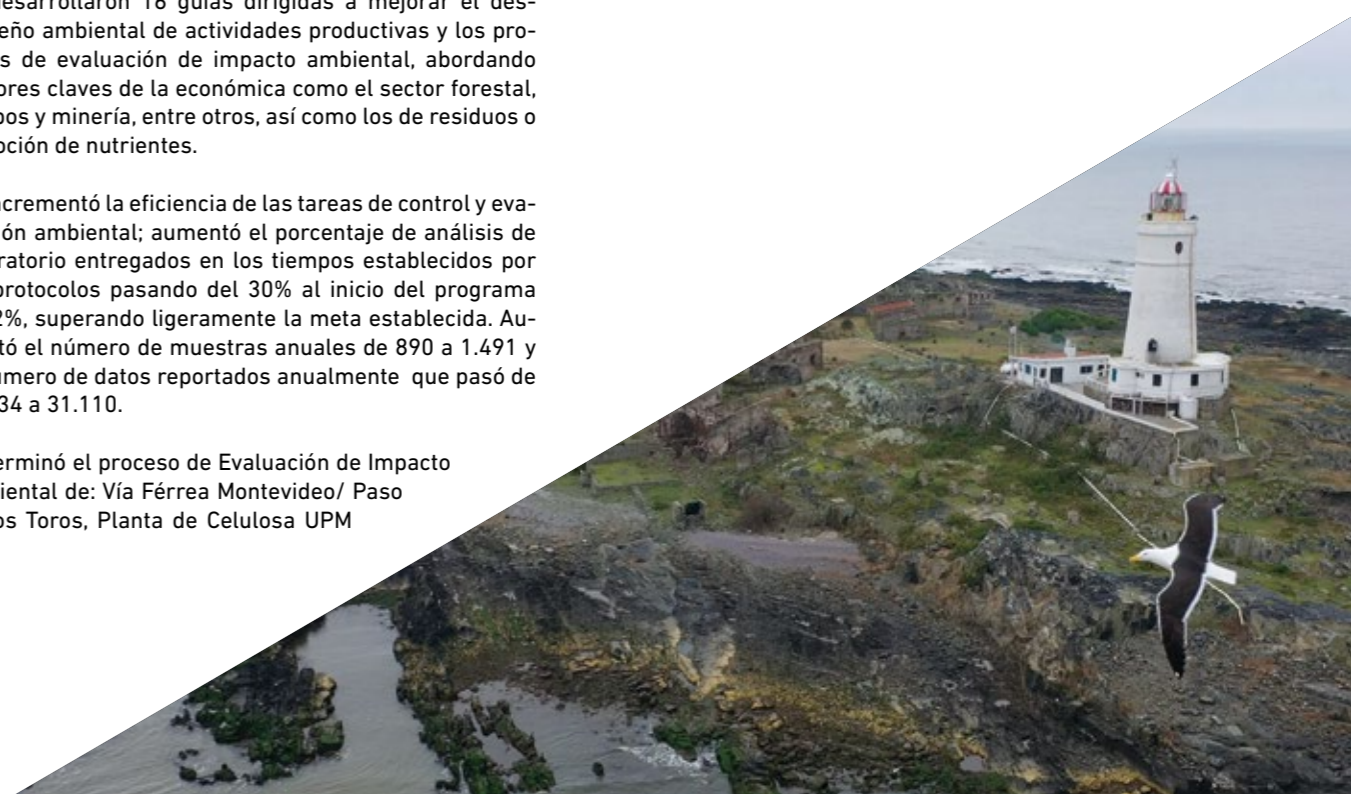 desarrollaron 16 guías dirigidas a mejorar el des-
eño ambiental de actividades productivas y los pro-
s de evaluación de impacto ambiental, abordando
ores claves de la económica como el sector forestal,
bos y minería, entre otros, así como los de residuos o
pción de nutrientes.
ncrementó la eficiencia de las tareas de control y eva-
ón ambiental; aumentó el porcentaje de análisis de
ratorio entregados en los tiempos establecidos por
protocolos pasando del 30% al inicio del programa
2%, superando ligeramente la meta establecida. Au-
tó el número de muestras anuales de 890 a 1.491 y
úmero de datos reportados anualmente que pasó de
34 a 31.110.
erminó el proceso de Evaluación de Impacto
iental de: Vía Férrea Montevideo/ Paso
os Toros, Planta de Celulosa UPM